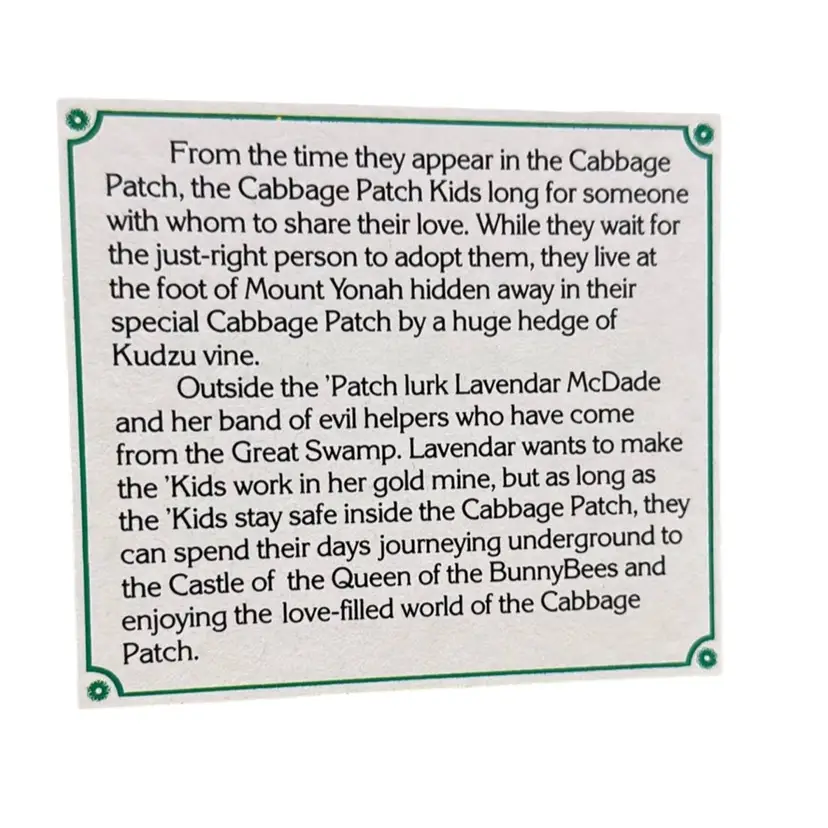 From the time they appear in the Cabbage
Patch, the Cabbage Patch Kids long for someone
with whom to share their love. While they wait for
the just-right person to adopt them, they live at
the foot of Mount Yonah hidden away in their
special Cabbage Patch by a huge hedge of
Kudzu vine.
Outside the 'Patch lurk Lavendar McDade
and her band of evil helpers who have come
from the Great Swamp. Lavendar wants to make
the 'Kids work in her gold mine, but as long as
the 'Kids stay safe inside the Cabbage Patch, they
can spend their days journeying underground to
the Castle of the Queen of the BunnyBees and
enjoying the love-filled world of the Cabbage
Patch.